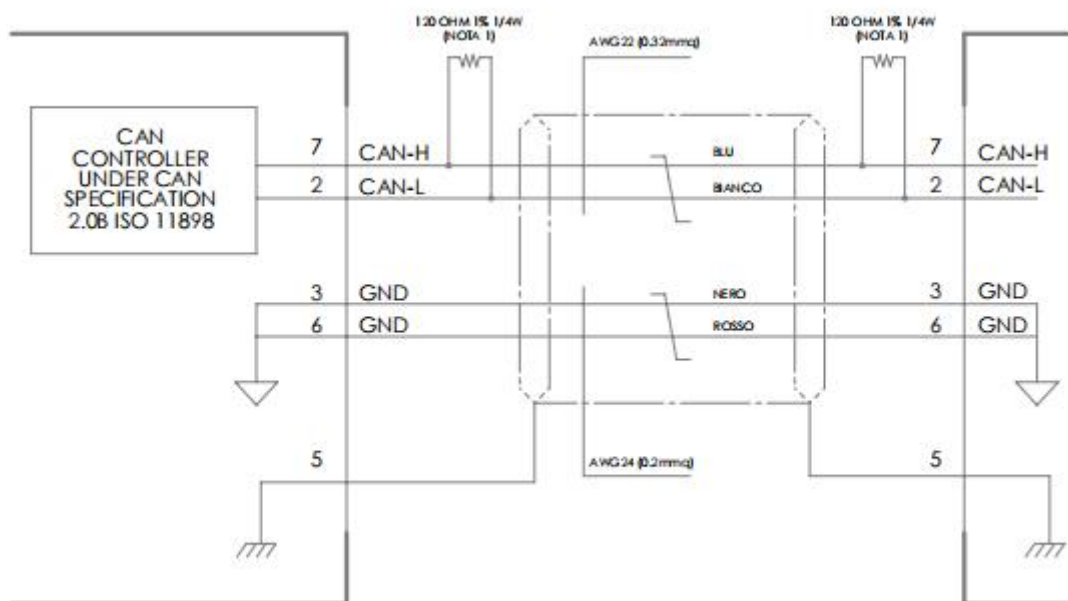 120 OHM 1% 1/4W
(NOTA 1)
120 OHM 1% 1/4W
(NOTA 1)
AWG22 (0.32mmq)
CAN
CONTROLLER
UNDER CAN
SPECIFICATION
2.0B ISO 11898
7 CAN-H BLU 7 CAN-H
2 CAN-L BIANCO 2 CAN-L
3 GND NERO 3 GND
6 GND ROSSO 6 GND
5 AWG24 (0.2mmq) 5